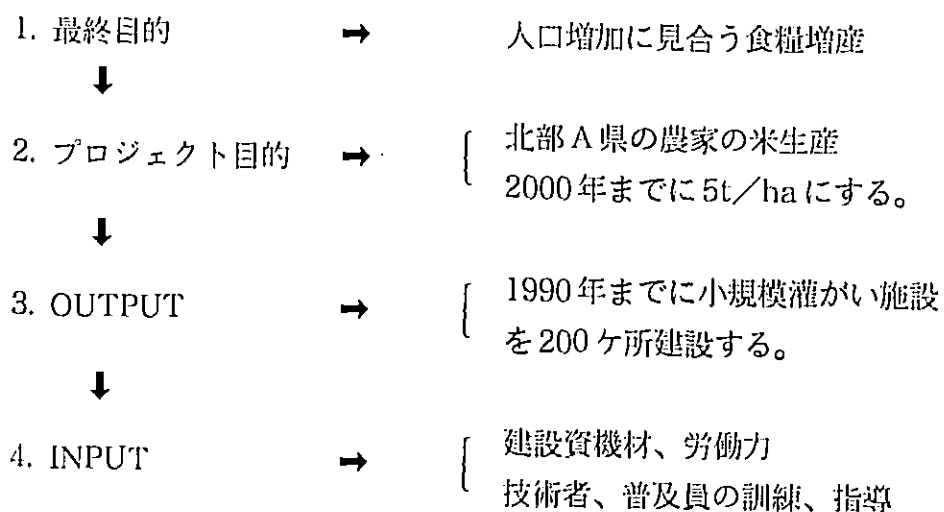 1. 最終目的 → 人口増加に見合う食糧増産
2. プロジェクト目的 → 北部A県の農家の米生産
2000年までに5t/haにする。
3. OUTPUT → 1990年までに小規模灌がい施設
を200ケ所建設する。
4. INPUT → 建設資機材、労働力
技術者、普及員の訓練、指導